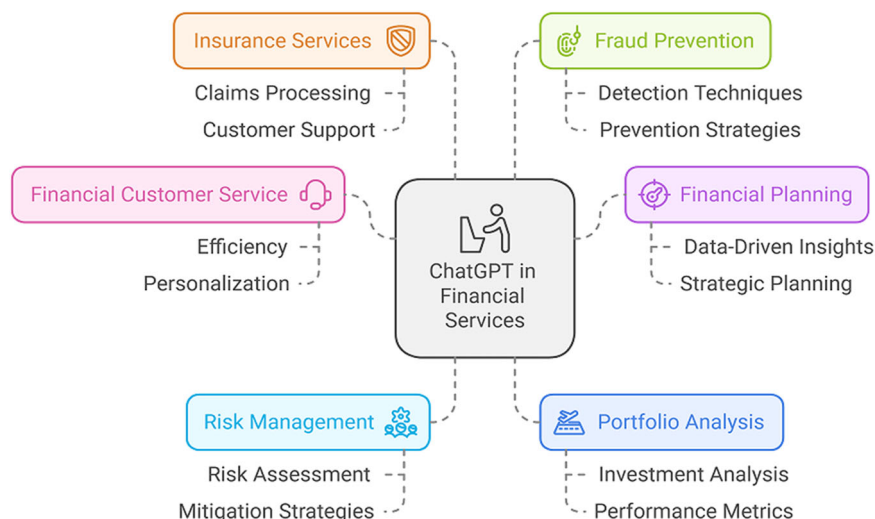 Insurance Services
Claims Processing
Customer Support
Fraud Prevention
Detection Techniques
Prevention Strategies
Financial Customer Service
Efficiency
Personalization
ChatGPT in
Financial
Services
Financial Planning
Data-Driven Insights
Strategic Planning
Risk Management
Risk Assessment
Mitigation Strategies
Portfolio Analysis
Investment Analysis
Performance Metrics